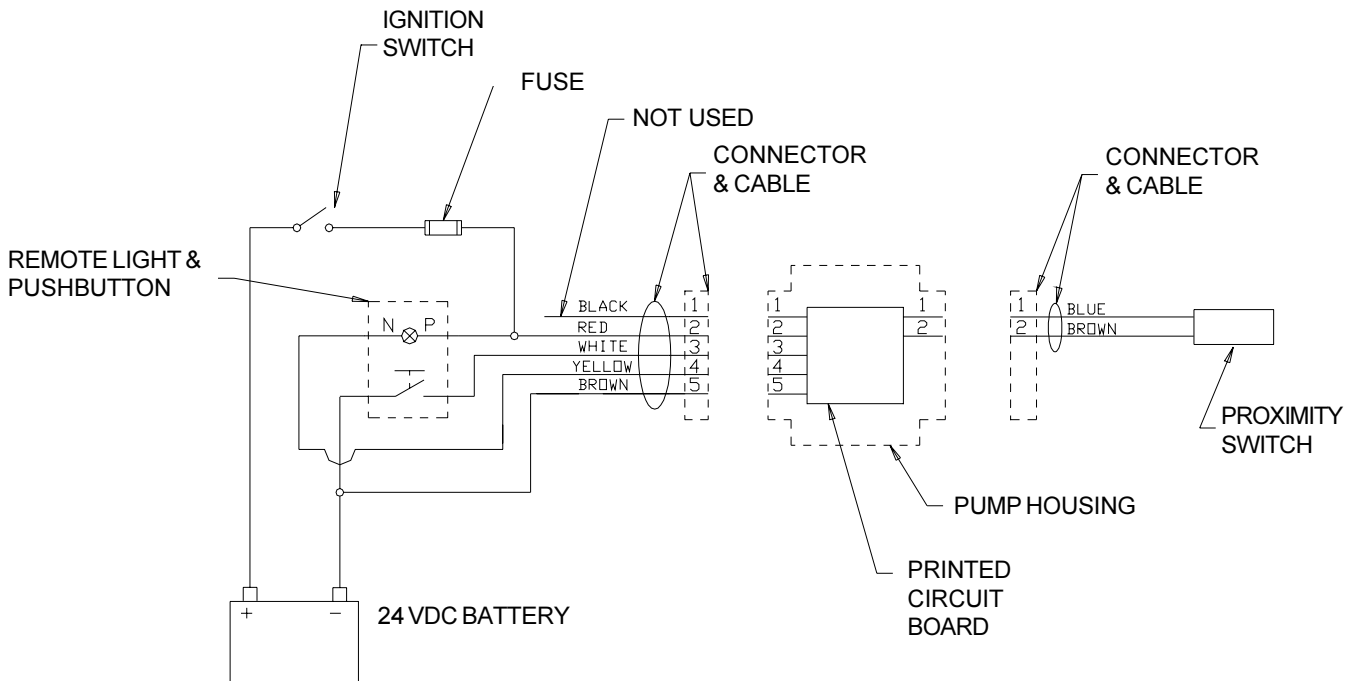 IGNITION
SWITCH
FUSE
NOT USED
CONNECTOR
& CABLE
CONNECTOR
& CABLE
REMOTE LIGHT &
PUSHBUTTON
N P
BLACK 1
RED 2
WHITE 3
YELLOW 4
BROWN 5
1
2
3
4
5
1
2
1 BLUE
2 BROWN
PROXIMITY
SWITCH
PUMP HOUSING
PRINTED
CIRCUIT
BOARD
+ −
24 VDC BATTERY